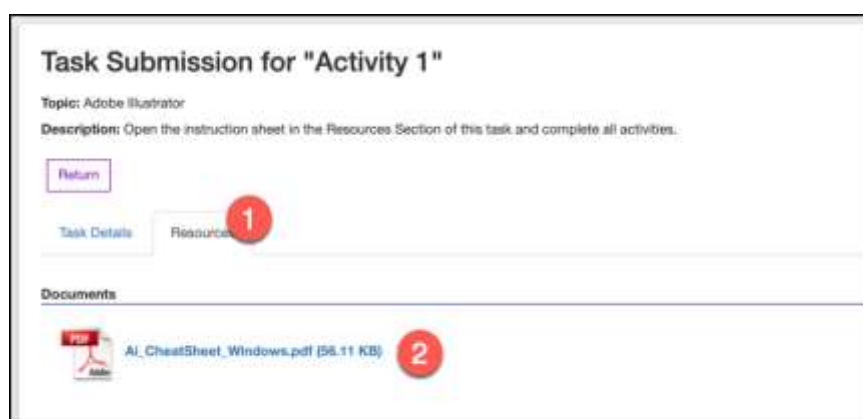 Task Submission for "Activity 1"
Topic: Adobe Illustrator
Description: Open the instruction sheet in the Resources Section of this task and complete all activities.
Return
Task Details Resources 1
Documents
PDF Adobe
Ai_CheatSheet_Windows.pdf (56.11 KB) 2